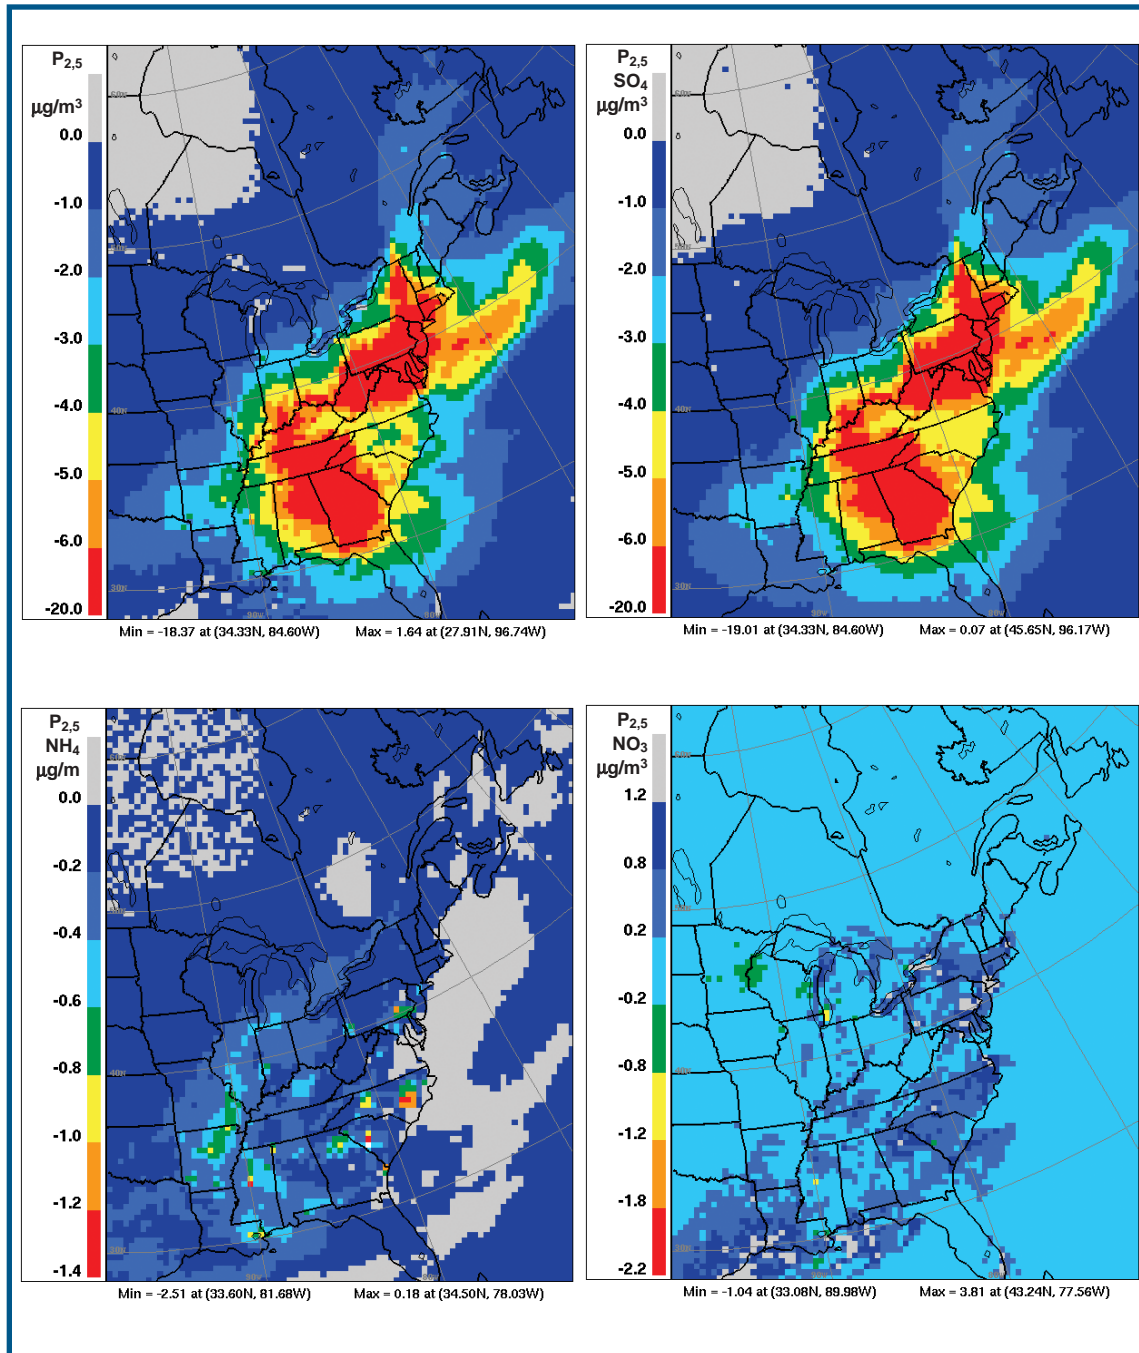 P2,5
µg/m3
0.0
-1.0
-2.0
-3.0
-4.0
-5.0
-6.0
-20.0
Min = -18.37 at (34.33N, 84.60W) Max = 1.64 at (27.91N, 96.74W)
P2,5
SO4
µg/m3
0.0
-1.0
-2.0
-3.0
-4.0
-5.0
-6.0
-20.0
Min = -19.01 at (34.33N, 84.60W) Max = 0.07 at (45.65N, 96.17W)
P2,5
NH4
µg/m
0.0
-0.2
-0.4
-0.6
-0.8
-1.0
-1.2
-1.4
Min = -2.51 at (33.60N, 81.68W) Max = 0.18 at (34.50N, 78.03W)
P2,5
NO3
µg/m3
1.2
0.8
0.2
-0.2
-0.8
-1.2
-1.8
-2.2
Min = -1.04 at (33.08N, 89.98W) Max = 3.81 at (43.24N, 77.56W)